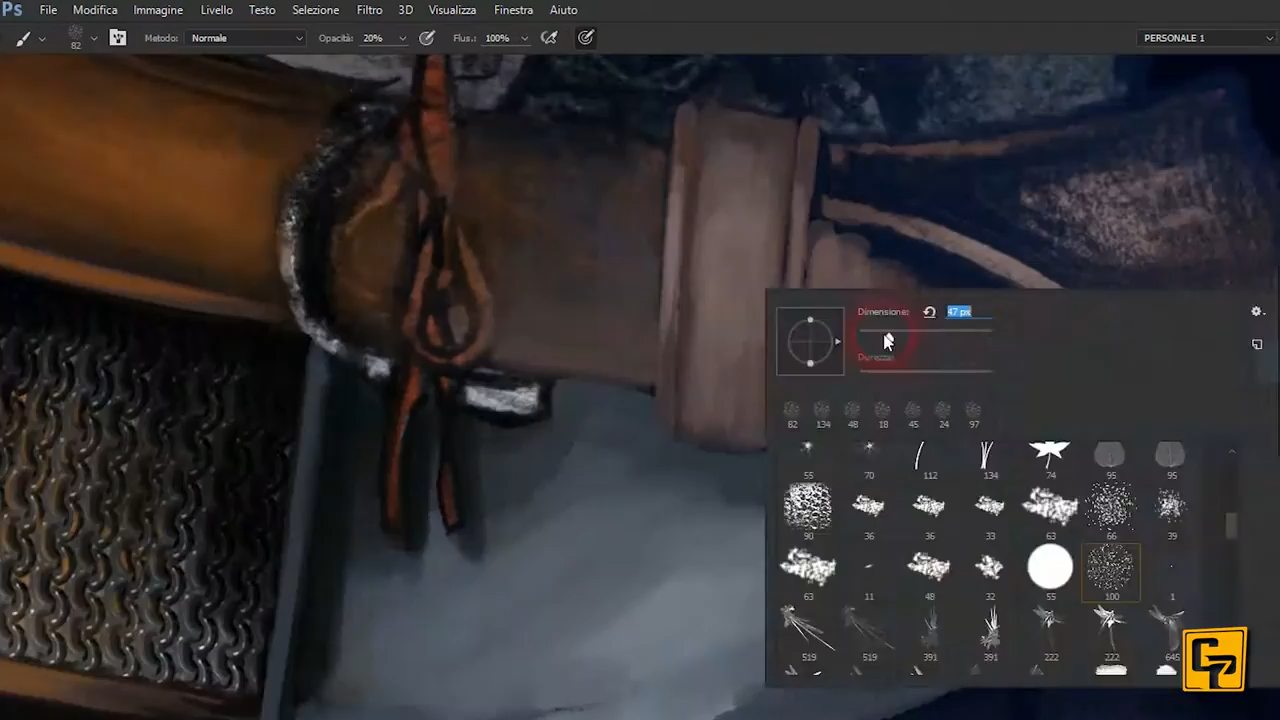 Ps File Modifica Immagine Livello Testo Selezione Filtro 3D Visualizza Finestra Aiuto
82 Metodo: Normale Opacità: 20% Flus.: 100% PERSONALE 1
Dimensione: 47 px
Durezza:
82 134 48 18 45 24 97
55 70 112 134 74 95 95
90 36 36 33 63 66 39
63 11 48 32 55 100 1
519 519 391 391 222 222 645